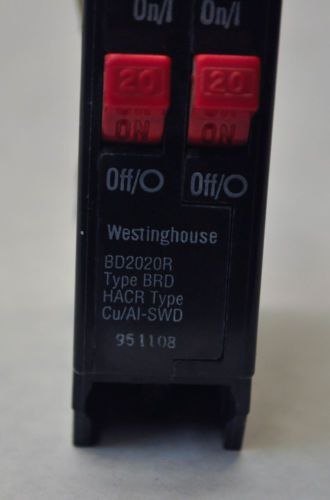 On/I On/I
20 20
ON ON
Off/O Off/O
Westinghouse
BD2020R
Type BRD
HACR Type
Cu/Al-SWD
951108